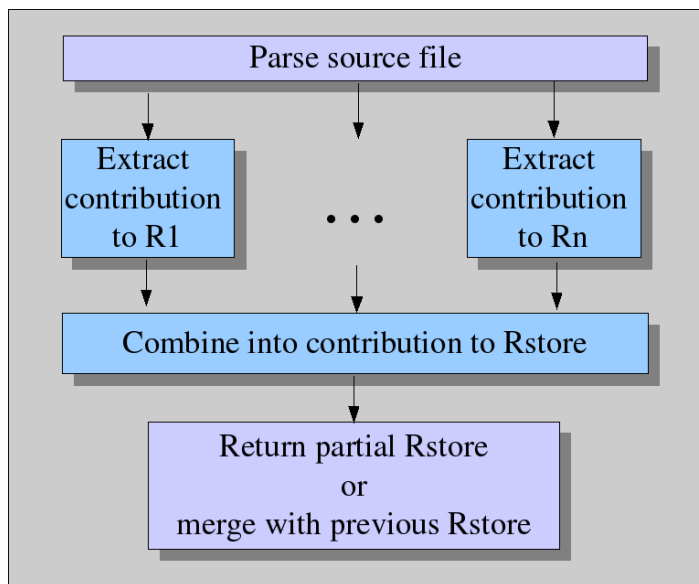 Parse source file
Extract
contribution
to R1
...
Extract
contribution
to Rn
Combine into contribution to Rstore
Return partial Rstore
or
merge with previous Rstore